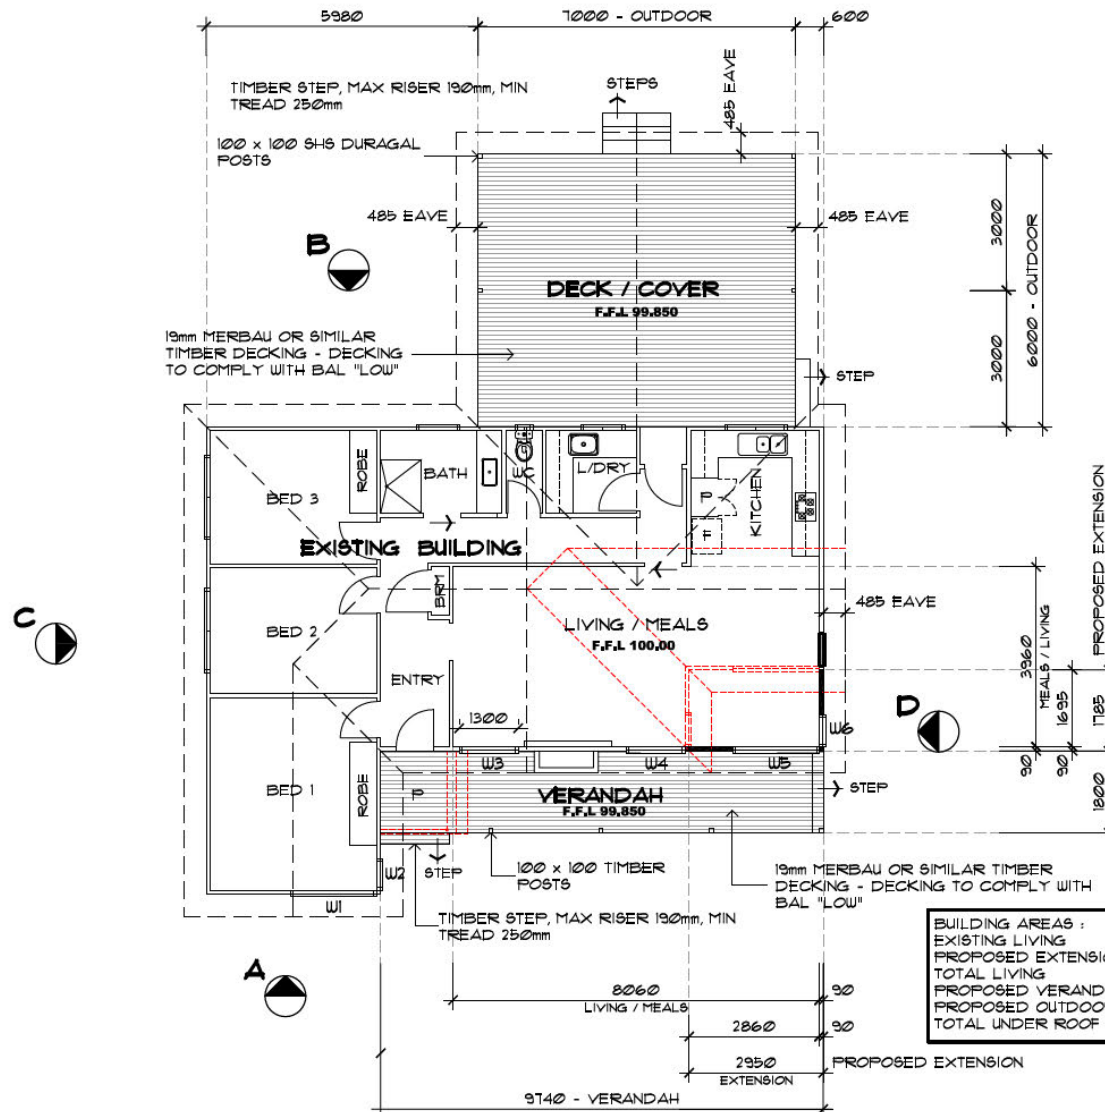 5980
7000 - OUTDOOR
600
TIMBER STEP, MAX RISER 190mm, MIN
TREAD 250mm
STEPS
485 EAVE
100 x 100 SHS DURAGAL
POSTS
485 EAVE
485 EAVE
3000
6000 - OUTDOOR
B
DECK / COVER
F.F.L 99.850
19mm MERBAU OR SIMILAR
TIMBER DECKING - DECKING
TO COMPLY WITH BAL "LOW"
3000
STEP
BED 3
ROBE
BATH
WC
L/DRY
P
F
KITCHEN
PROPOSED EXTENSION
EXISTING BUILDING
BRM
485 EAVE
C
BED 2
LIVING / MEALS
F.F.L 100.00
3960
MEALS / LIVING
ENTRY
1695
1785
1300
D
W6
W3
W4
W5
90
90
BED 1
ROBE
P
VERANDAH
F.F.L 99.850
STEP
1800
W2
STEP
100 x 100 TIMBER
POSTS
19mm MERBAU OR SIMILAR TIMBER
DECKING - DECKING TO COMPLY WITH
BAL "LOW"
W1
TIMBER STEP, MAX RISER 190mm, MIN
TREAD 250mm
BUILDING AREAS :
EXISTING LIVING
PROPOSED EXTENSIO
TOTAL LIVING
PROPOSED VERAND
PROPOSED OUTDOO
TOTAL UNDER ROOF
A
8060
LIVING / MEALS
90
2860
90
2950
EXTENSION
PROPOSED EXTENSION
9740 - VERANDAH